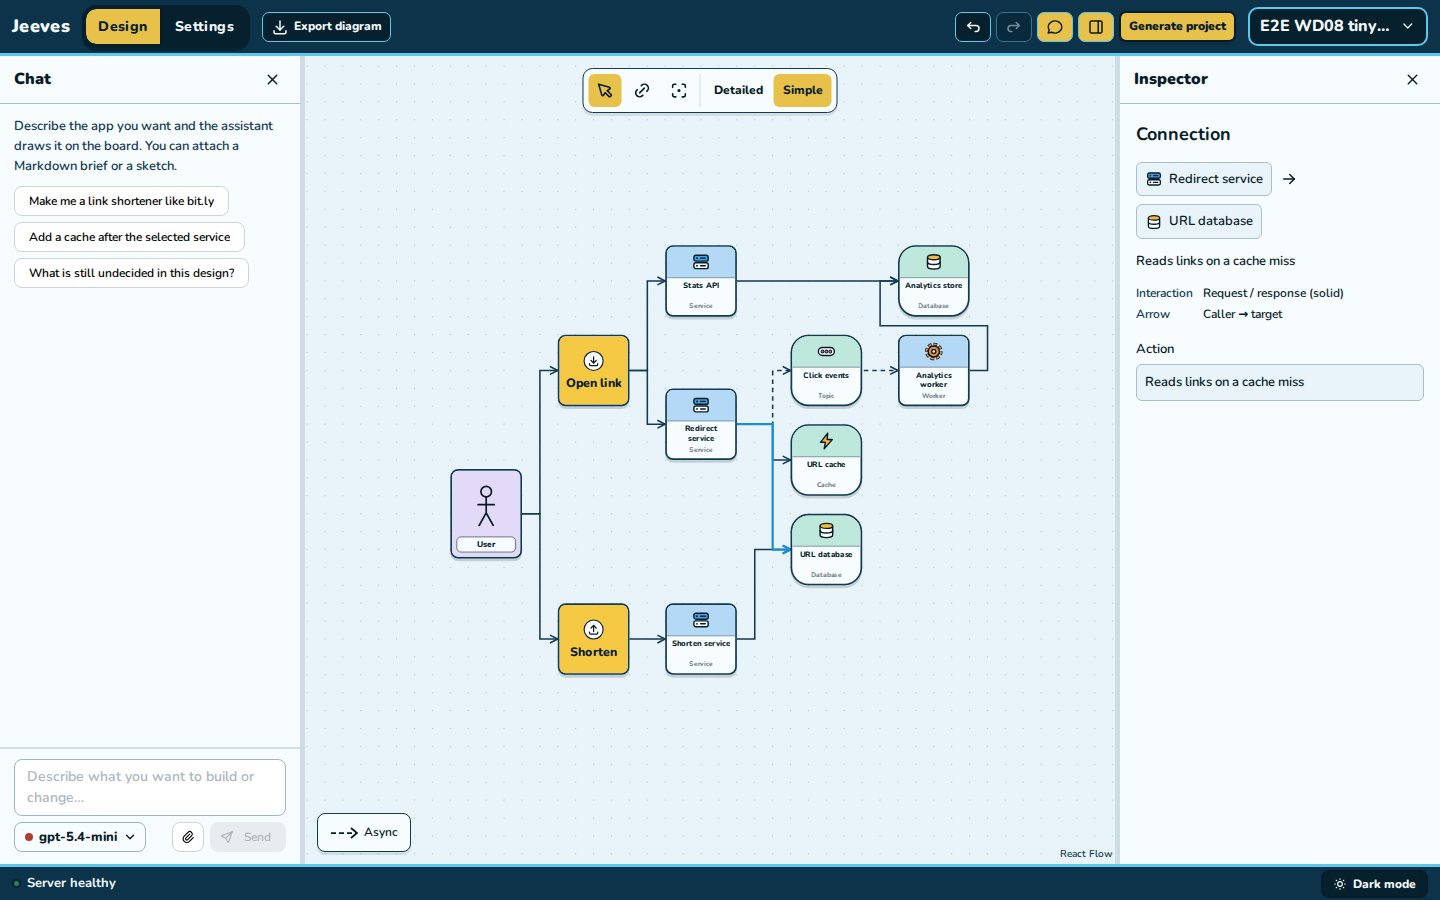 Jeeves
Design
Settings
Export diagram
Generate project
E2E WD08 tiny...
Chat
Describe the app you want and the assistant
draws it on the board. You can attach a
Markdown brief or a sketch.
Make me a link shortener like bit.ly
Add a cache after the selected service
What is still undecided in this design?
Describe what you want to build or
change...
gpt-5.4-mini
Send
Detailed
Simple
Stats API
Service
Analytics store
Database
Open link
Click events
Topic
Analytics
worker
Worker
Redirect
service
Service
URL cache
Cache
User
URL database
Database
Shorten
Shorten service
Service
Async
React Flow
Inspector
Connection
Redirect service
URL database
Reads links on a cache miss
Interaction Request / response (solid)
Arrow Caller → target
Action
Reads links on a cache miss
Server healthy
Dark mode